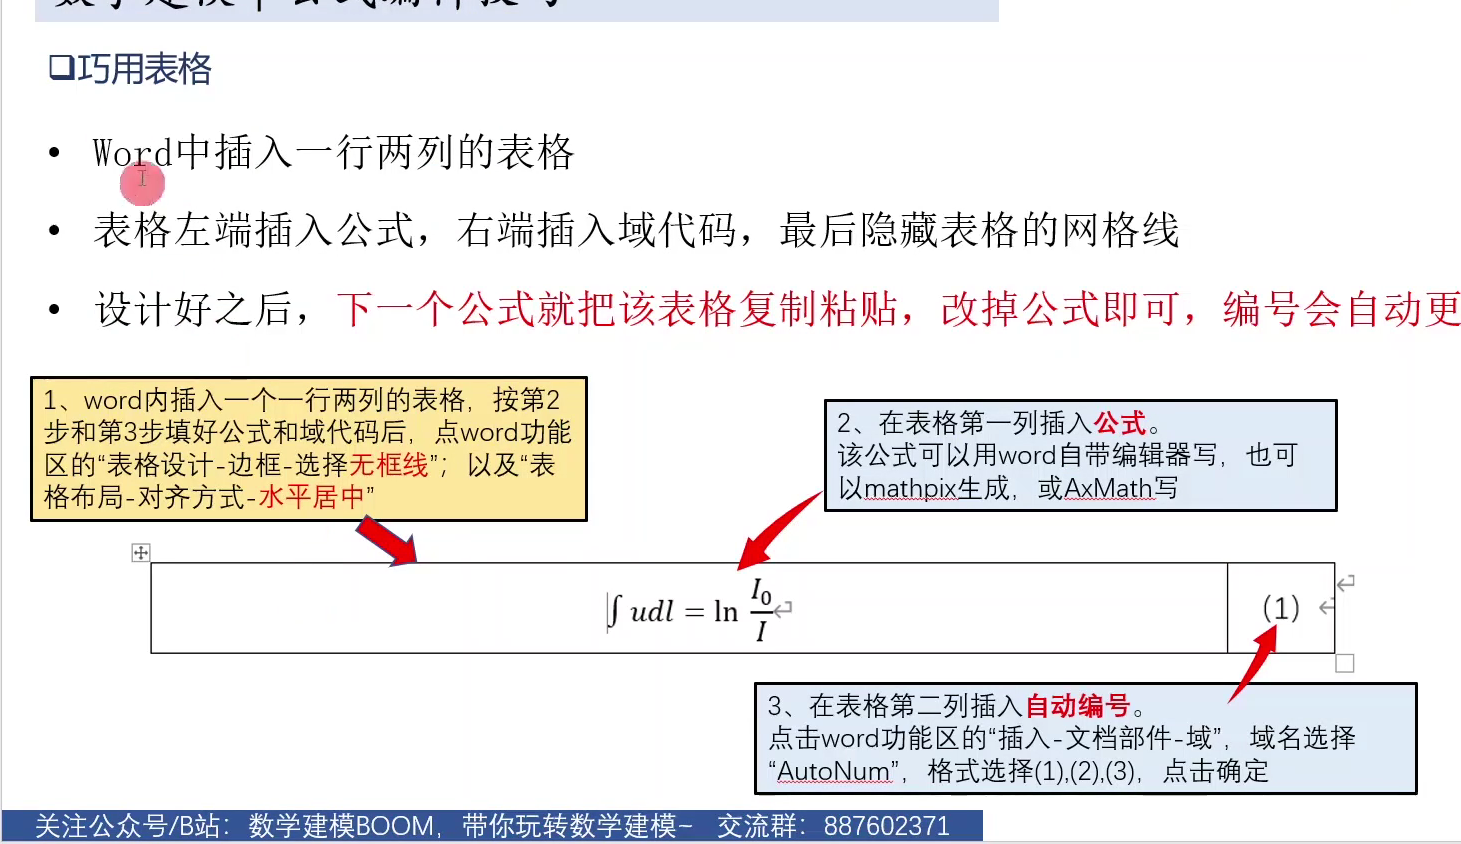 数学建模中公式编辑技巧
❑巧用表格
• Word中插入一行两列的表格
• 表格左端插入公式，右端插入域代码，最后隐藏表格的网格线
• 设计好之后，下一个公式就把该表格复制粘贴，改掉公式即可，编号会自动更
1、word内插入一个一行两列的表格，按第2
步和第3步填好公式和域代码后，点word功能
区的“表格设计-边框-选择无框线”；以及“表
格布局-对齐方式-水平居中”
2、在表格第一列插入公式。
该公式可以用word自带编辑器写，也可
以mathpix生成，或AxMath写
∫ udl = ln I₀/I
(1)
3、在表格第二列插入自动编号。
点击word功能区的“插入-文档部件-域”，域名选择
“AutoNum”，格式选择(1),(2),(3)，点击确定
关注公众号/B站：数学建模BOOM，带你玩转数学建模~ 交流群：887602371